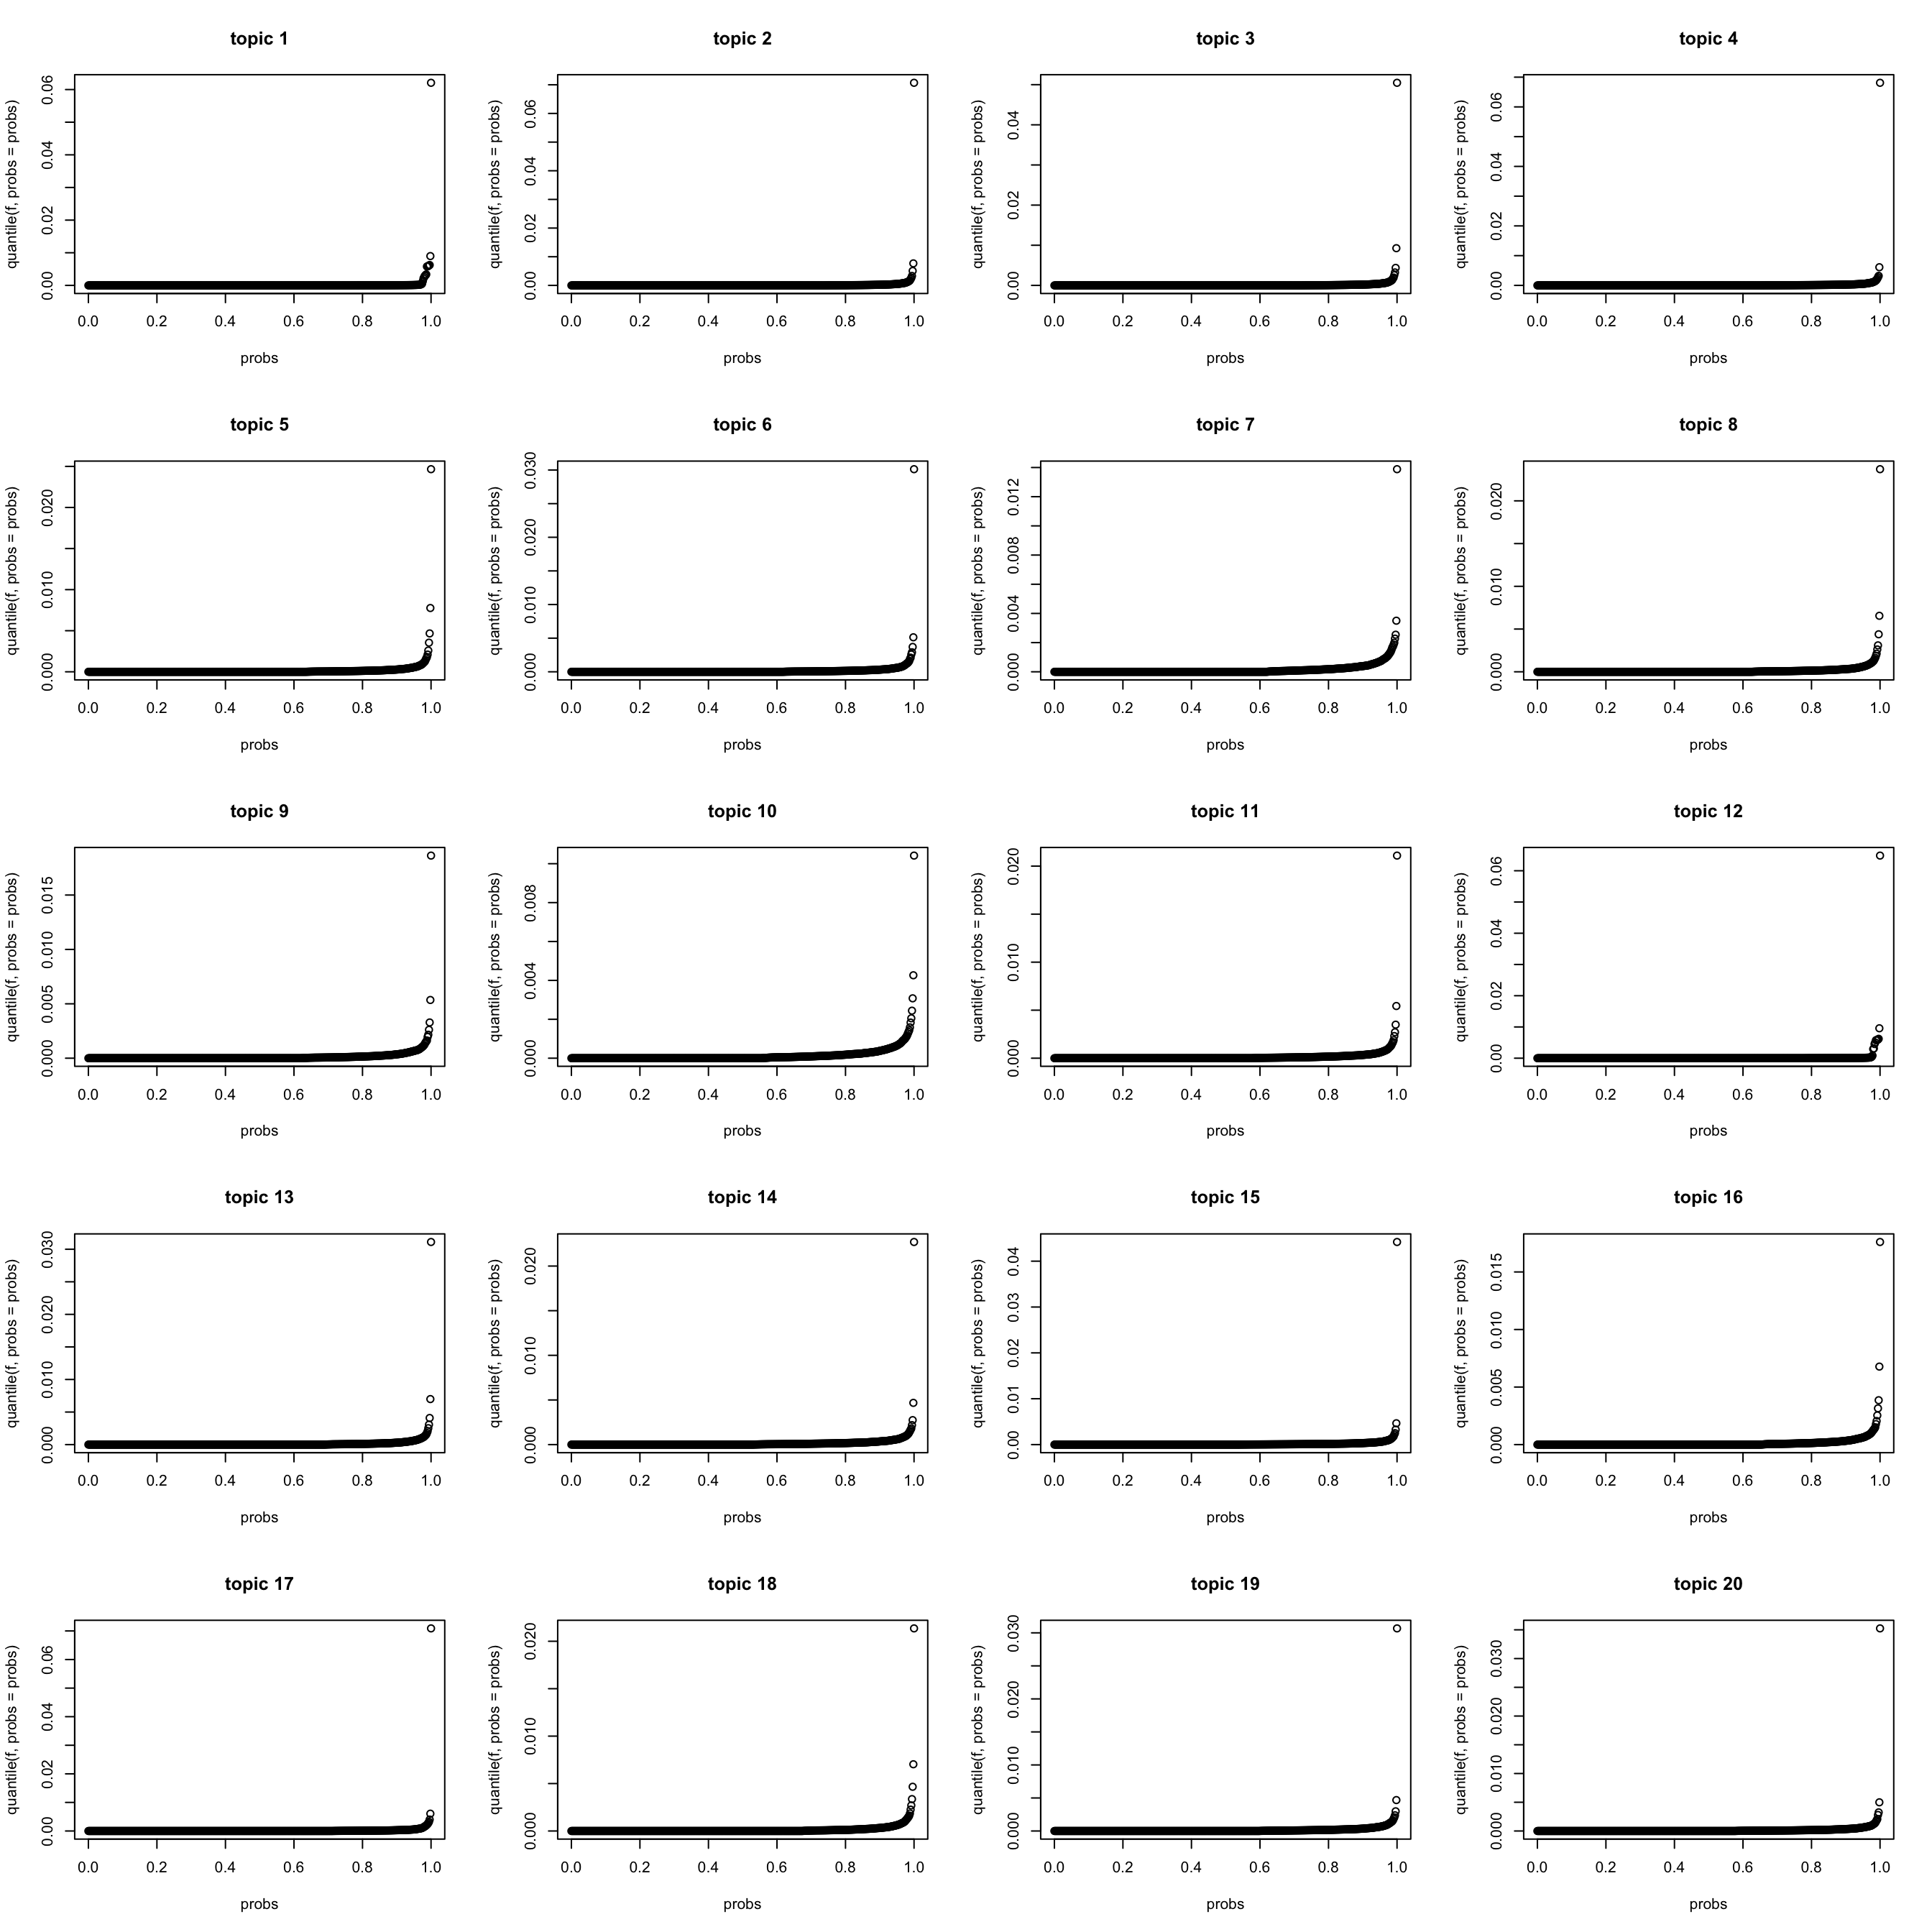 topic 1
quantile(f, probs = probs)
0.00 0.02 0.04 0.06
0.0 0.2 0.4 0.6 0.8 1.0
probs
topic 2
quantile(f, probs = probs)
0.00 0.02 0.04 0.06
0.0 0.2 0.4 0.6 0.8 1.0
probs
topic 3
quantile(f, probs = probs)
0.00 0.02 0.04
0.0 0.2 0.4 0.6 0.8 1.0
probs
topic 4
quantile(f, probs = probs)
0.00 0.02 0.04 0.06
0.0 0.2 0.4 0.6 0.8 1.0
probs
topic 5
quantile(f, probs = probs)
0.000 0.010 0.020
0.0 0.2 0.4 0.6 0.8 1.0
probs
topic 6
quantile(f, probs = probs)
0.000 0.010 0.020 0.030
0.0 0.2 0.4 0.6 0.8 1.0
probs
topic 7
quantile(f, probs = probs)
0.000 0.004 0.008 0.012
0.0 0.2 0.4 0.6 0.8 1.0
probs
topic 8
quantile(f, probs = probs)
0.000 0.010 0.020
0.0 0.2 0.4 0.6 0.8 1.0
probs
topic 9
quantile(f, probs = probs)
0.000 0.005 0.010 0.015
0.0 0.2 0.4 0.6 0.8 1.0
probs
topic 10
quantile(f, probs = probs)
0.000 0.004 0.008
0.0 0.2 0.4 0.6 0.8 1.0
probs
topic 11
quantile(f, probs = probs)
0.000 0.010 0.020
0.0 0.2 0.4 0.6 0.8 1.0
probs
topic 12
quantile(f, probs = probs)
0.00 0.02 0.04 0.06
0.0 0.2 0.4 0.6 0.8 1.0
probs
topic 13
quantile(f, probs = probs)
0.000 0.010 0.020 0.030
0.0 0.2 0.4 0.6 0.8 1.0
probs
topic 14
quantile(f, probs = probs)
0.000 0.010 0.020
0.0 0.2 0.4 0.6 0.8 1.0
probs
topic 15
quantile(f, probs = probs)
0.00 0.01 0.02 0.03 0.04
0.0 0.2 0.4 0.6 0.8 1.0
probs
topic 16
quantile(f, probs = probs)
0.000 0.005 0.010 0.015
0.0 0.2 0.4 0.6 0.8 1.0
probs
topic 17
quantile(f, probs = probs)
0.00 0.02 0.04 0.06
0.0 0.2 0.4 0.6 0.8 1.0
probs
topic 18
quantile(f, probs = probs)
0.000 0.010 0.020
0.0 0.2 0.4 0.6 0.8 1.0
probs
topic 19
quantile(f, probs = probs)
0.000 0.010 0.020 0.030
0.0 0.2 0.4 0.6 0.8 1.0
probs
topic 20
quantile(f, probs = probs)
0.000 0.010 0.020 0.030
0.0 0.2 0.4 0.6 0.8 1.0
probs